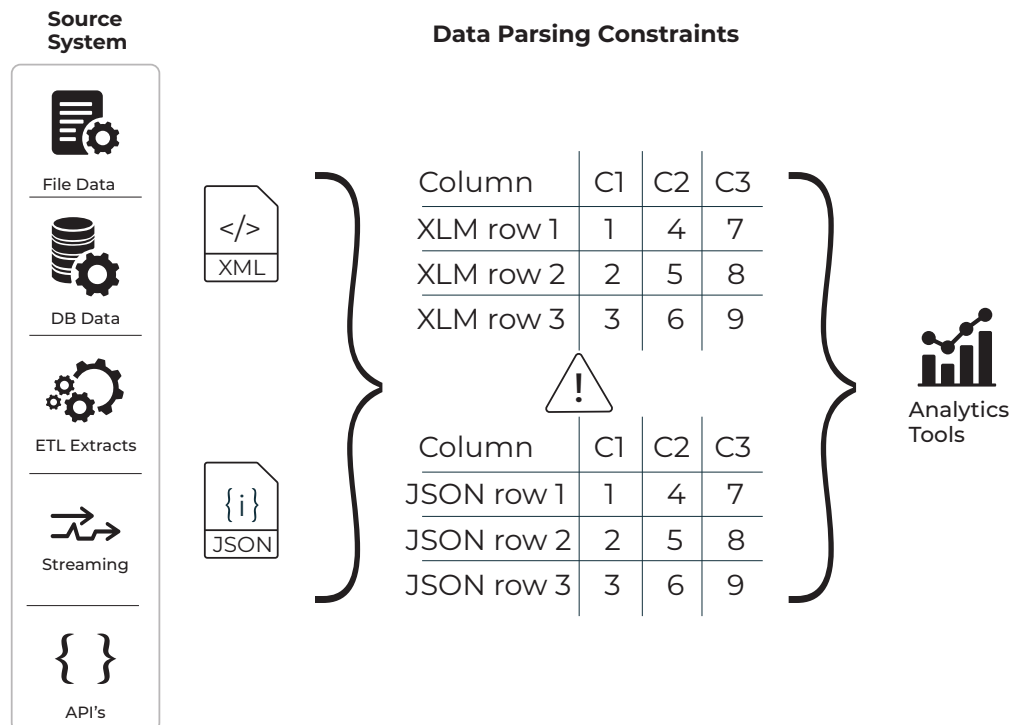 Source
System
Data Parsing Constraints
File Data
DB Data
ETL Extracts
Streaming
{ }
API's
</>
XML
{i}
JSON
Column C1 C2 C3
XLM row 1 1 4 7
XLM row 2 2 5 8
XLM row 3 3 6 9
!
Column C1 C2 C3
JSON row 1 1 4 7
JSON row 2 2 5 8
JSON row 3 3 6 9
Analytics
Tools